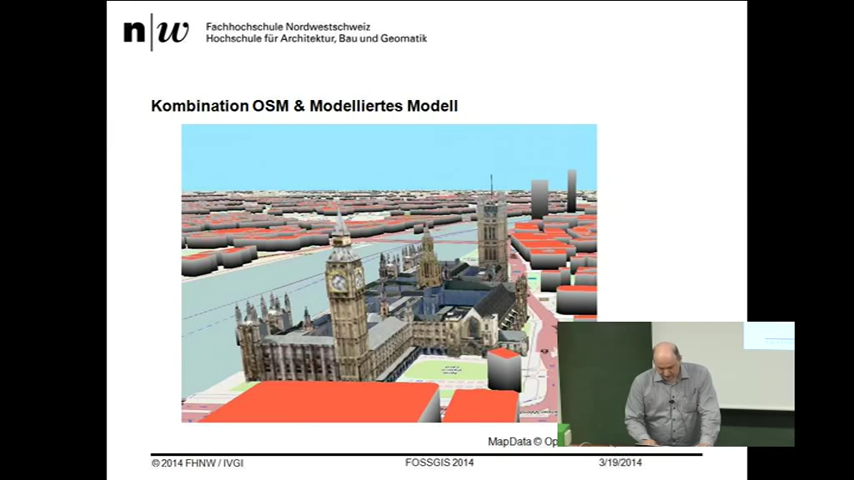 n w Fachhochschule Nordwestschweiz
Hochschule für Architektur, Bau und Geomatik
Kombination OSM & Modelliertes Modell
MapData © Op
© 2014 FHNW / IVGI FOSSGIS 2014 3/19/2014